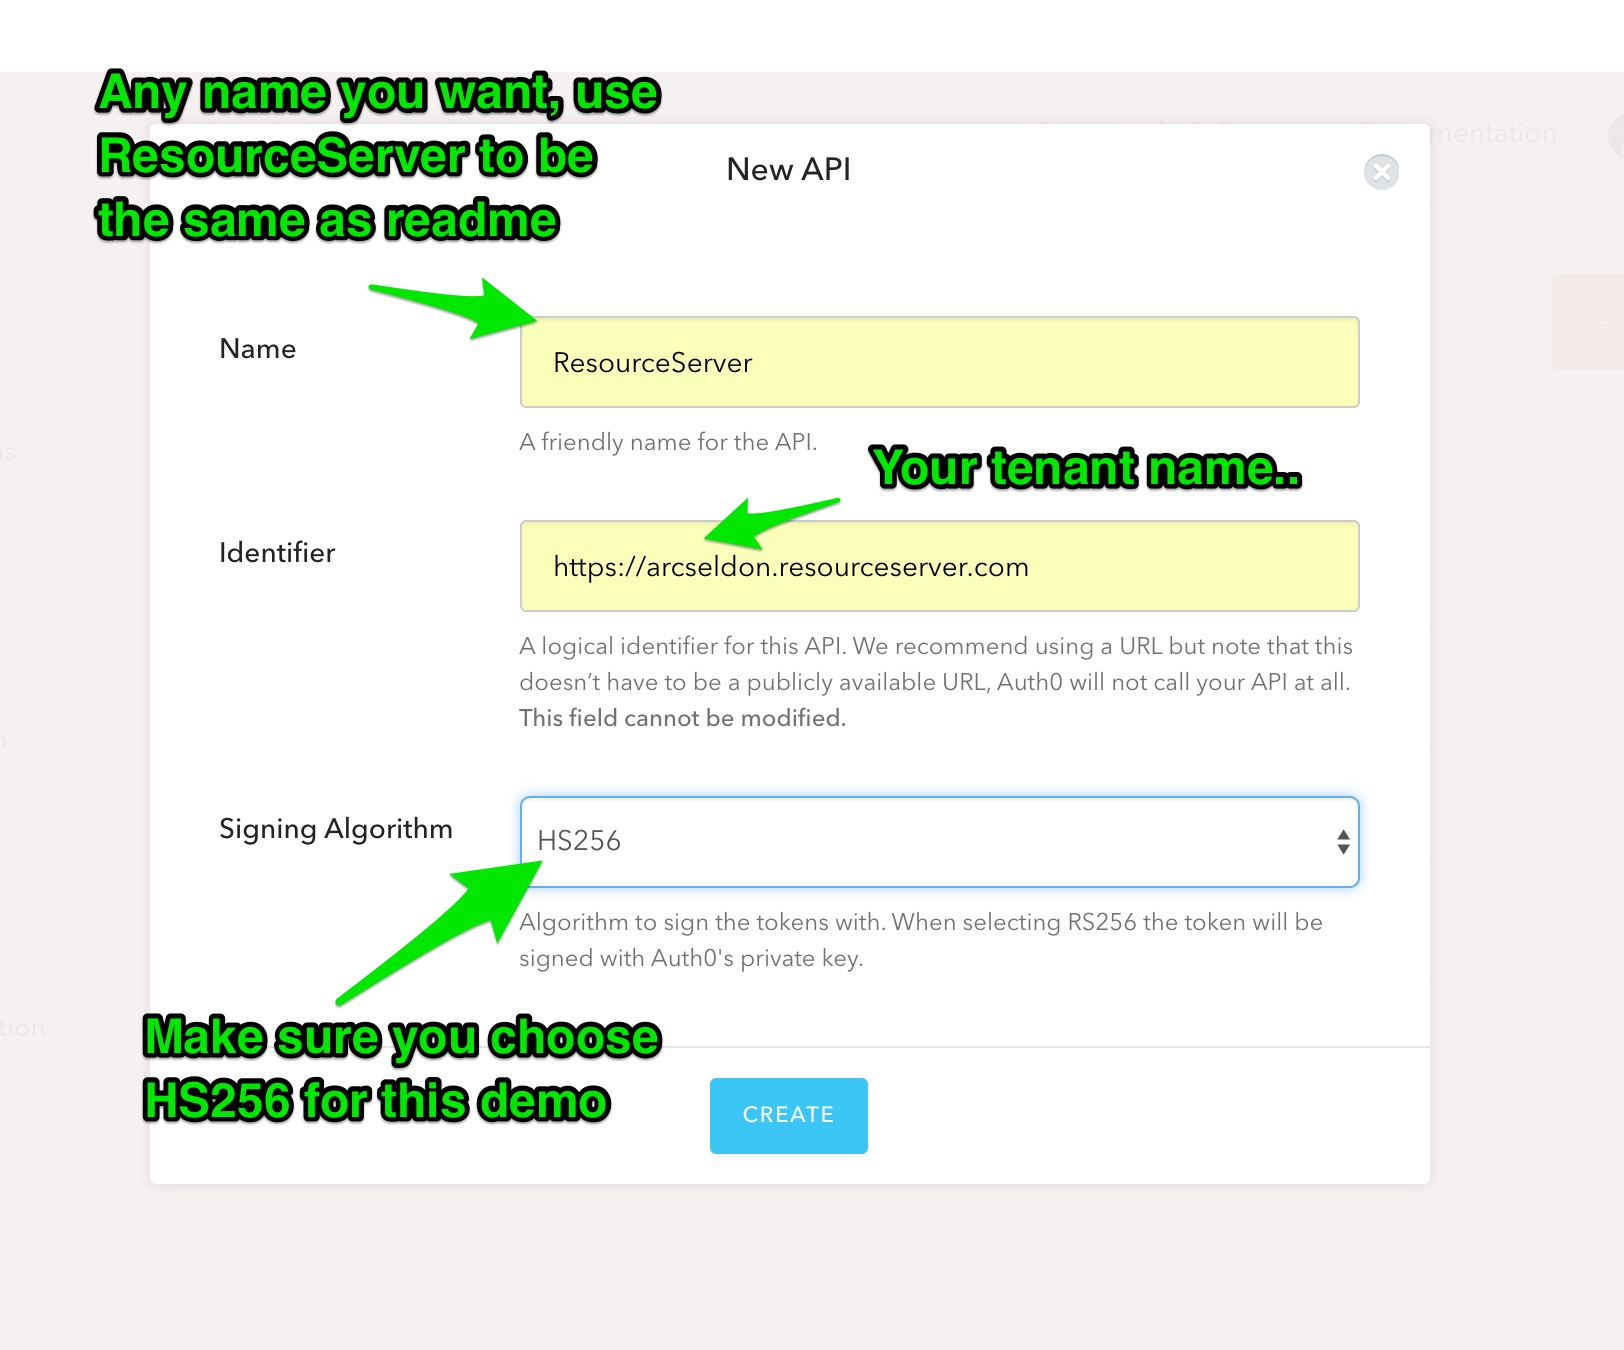 Any name you want, use
ResourceServer to be
the same as readme
mentation
New API
Name
ResourceServer
A friendly name for the API.
Your tenant name..
Identifier
https://arcseldon.resourceserver.com
A logical identifier for this API. We recommend using a URL but note that this
doesn't have to be a publicly available URL, Auth0 will not call your API at all.
This field cannot be modified.
Signing Algorithm
HS256
Algorithm to sign the tokens with. When selecting RS256 the token will be
signed with Auth0's private key.
tion
Make sure you choose
HS256 for this demo
CREATE